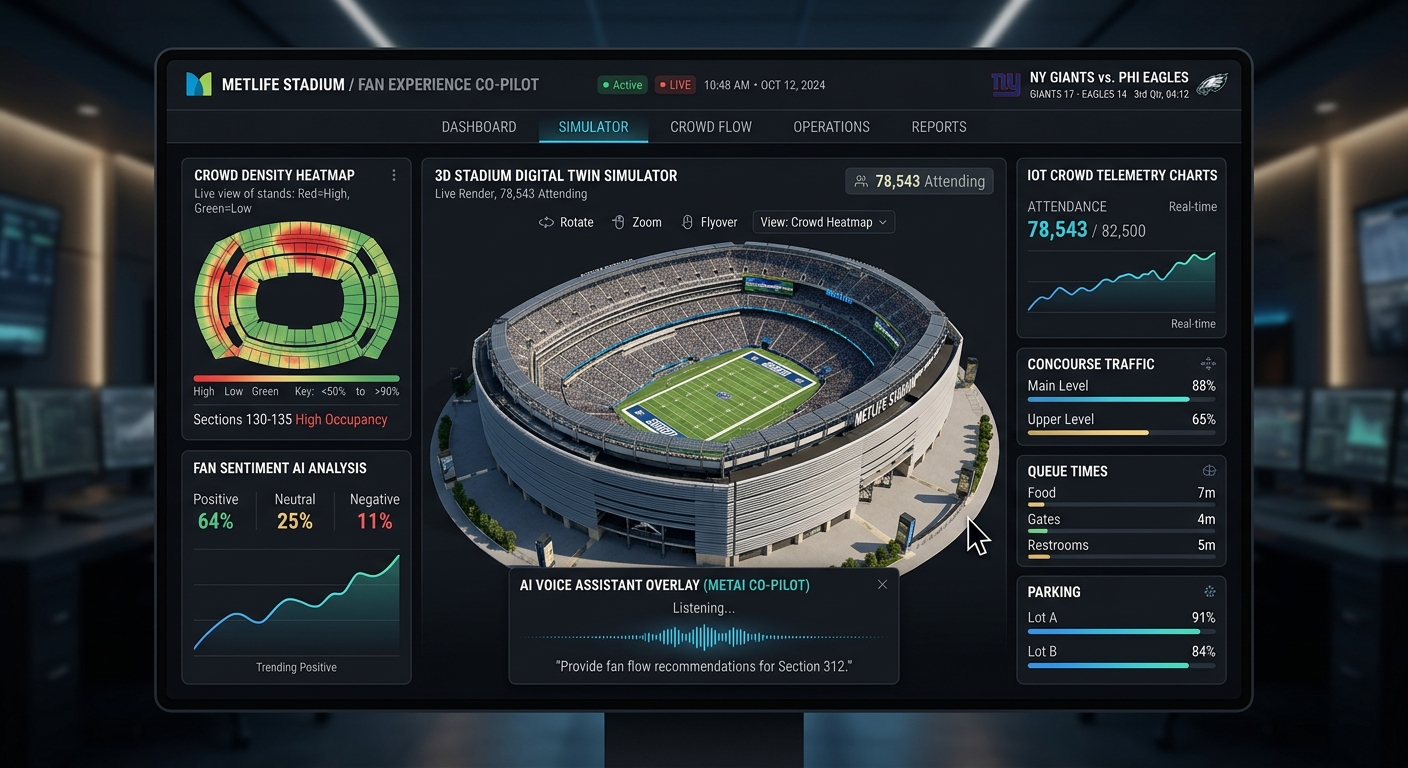 METLIFE STADIUM / FAN EXPERIENCE CO-PILOT
Active
LIVE
10:48 AM • OCT 12, 2024
NY GIANTS vs. PHI EAGLES
GIANTS 17 - EAGLES 14 3rd Qtr, 04:12
DASHBOARD
SIMULATOR
CROWD FLOW
OPERATIONS
REPORTS
CROWD DENSITY HEATMAP
Live view of stands: Red=High,
Green=Low
High Low Green Key: <50% to >90%
Sections 130-135 High Occupancy
FAN SENTIMENT AI ANALYSIS
Positive Neutral Negative
64% 25% 11%
Trending Positive
3D STADIUM DIGITAL TWIN SIMULATOR
Live Render, 78,543 Attending
78,543 Attending
Rotate
Zoom
Flyover
View: Crowd Heatmap
METLIFE STADIUM
AI VOICE ASSISTANT OVERLAY (METAI CO-PILOT)
Listening...
"Provide fan flow recommendations for Section 312."
IOT CROWD TELEMETRY CHARTS
ATTENDANCE Real-time
78,543 / 82,500
Real-time
CONCOURSE TRAFFIC
Main Level 88%
Upper Level 65%
QUEUE TIMES
Food 7m
Gates 4m
Restrooms 5m
PARKING
Lot A 91%
Lot B 84%